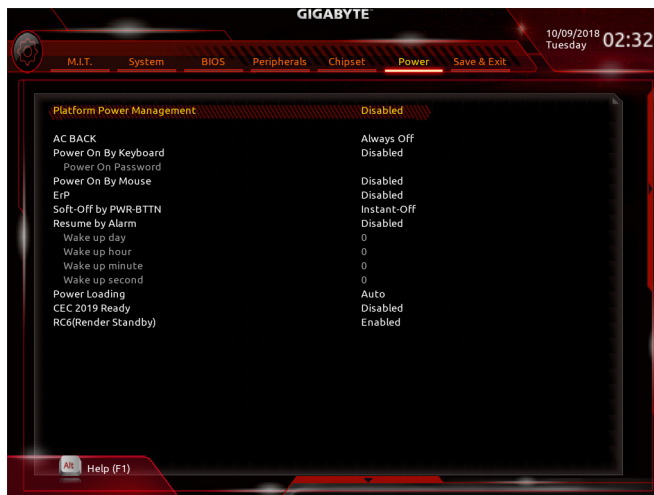 GIGABYTE™
10/09/2018 02:32
Tuesday
M.I.T. System BIOS Peripherals Chipset Power Save & Exit
Platform Power Management Disabled
AC BACK Always Off
Power On By Keyboard Disabled
Power On Password
Power On By Mouse Disabled
ErP Disabled
Soft-Off by PWR-BTTN Instant-Off
Resume by Alarm Disabled
Wake up day 0
Wake up hour 0
Wake up minute 0
Wake up second 0
Power Loading Auto
CEC 2019 Ready Disabled
RC6(Render Standby) Enabled
Alt Help (F1)